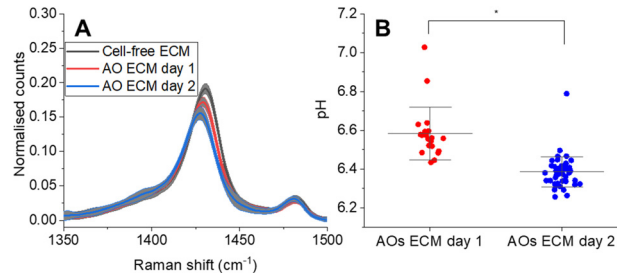 A
Cell-free ECM
AO ECM day 1
AO ECM day 2
0.30
0.25
0.20
0.15
0.10
0.05
0.00
Normalised counts
1350 1400 1450 1500
Raman shift (cm⁻¹)
B
*
7.2
7.0
6.8
6.6
6.4
6.2
pH
AOs ECM day 1 AOs ECM day 2